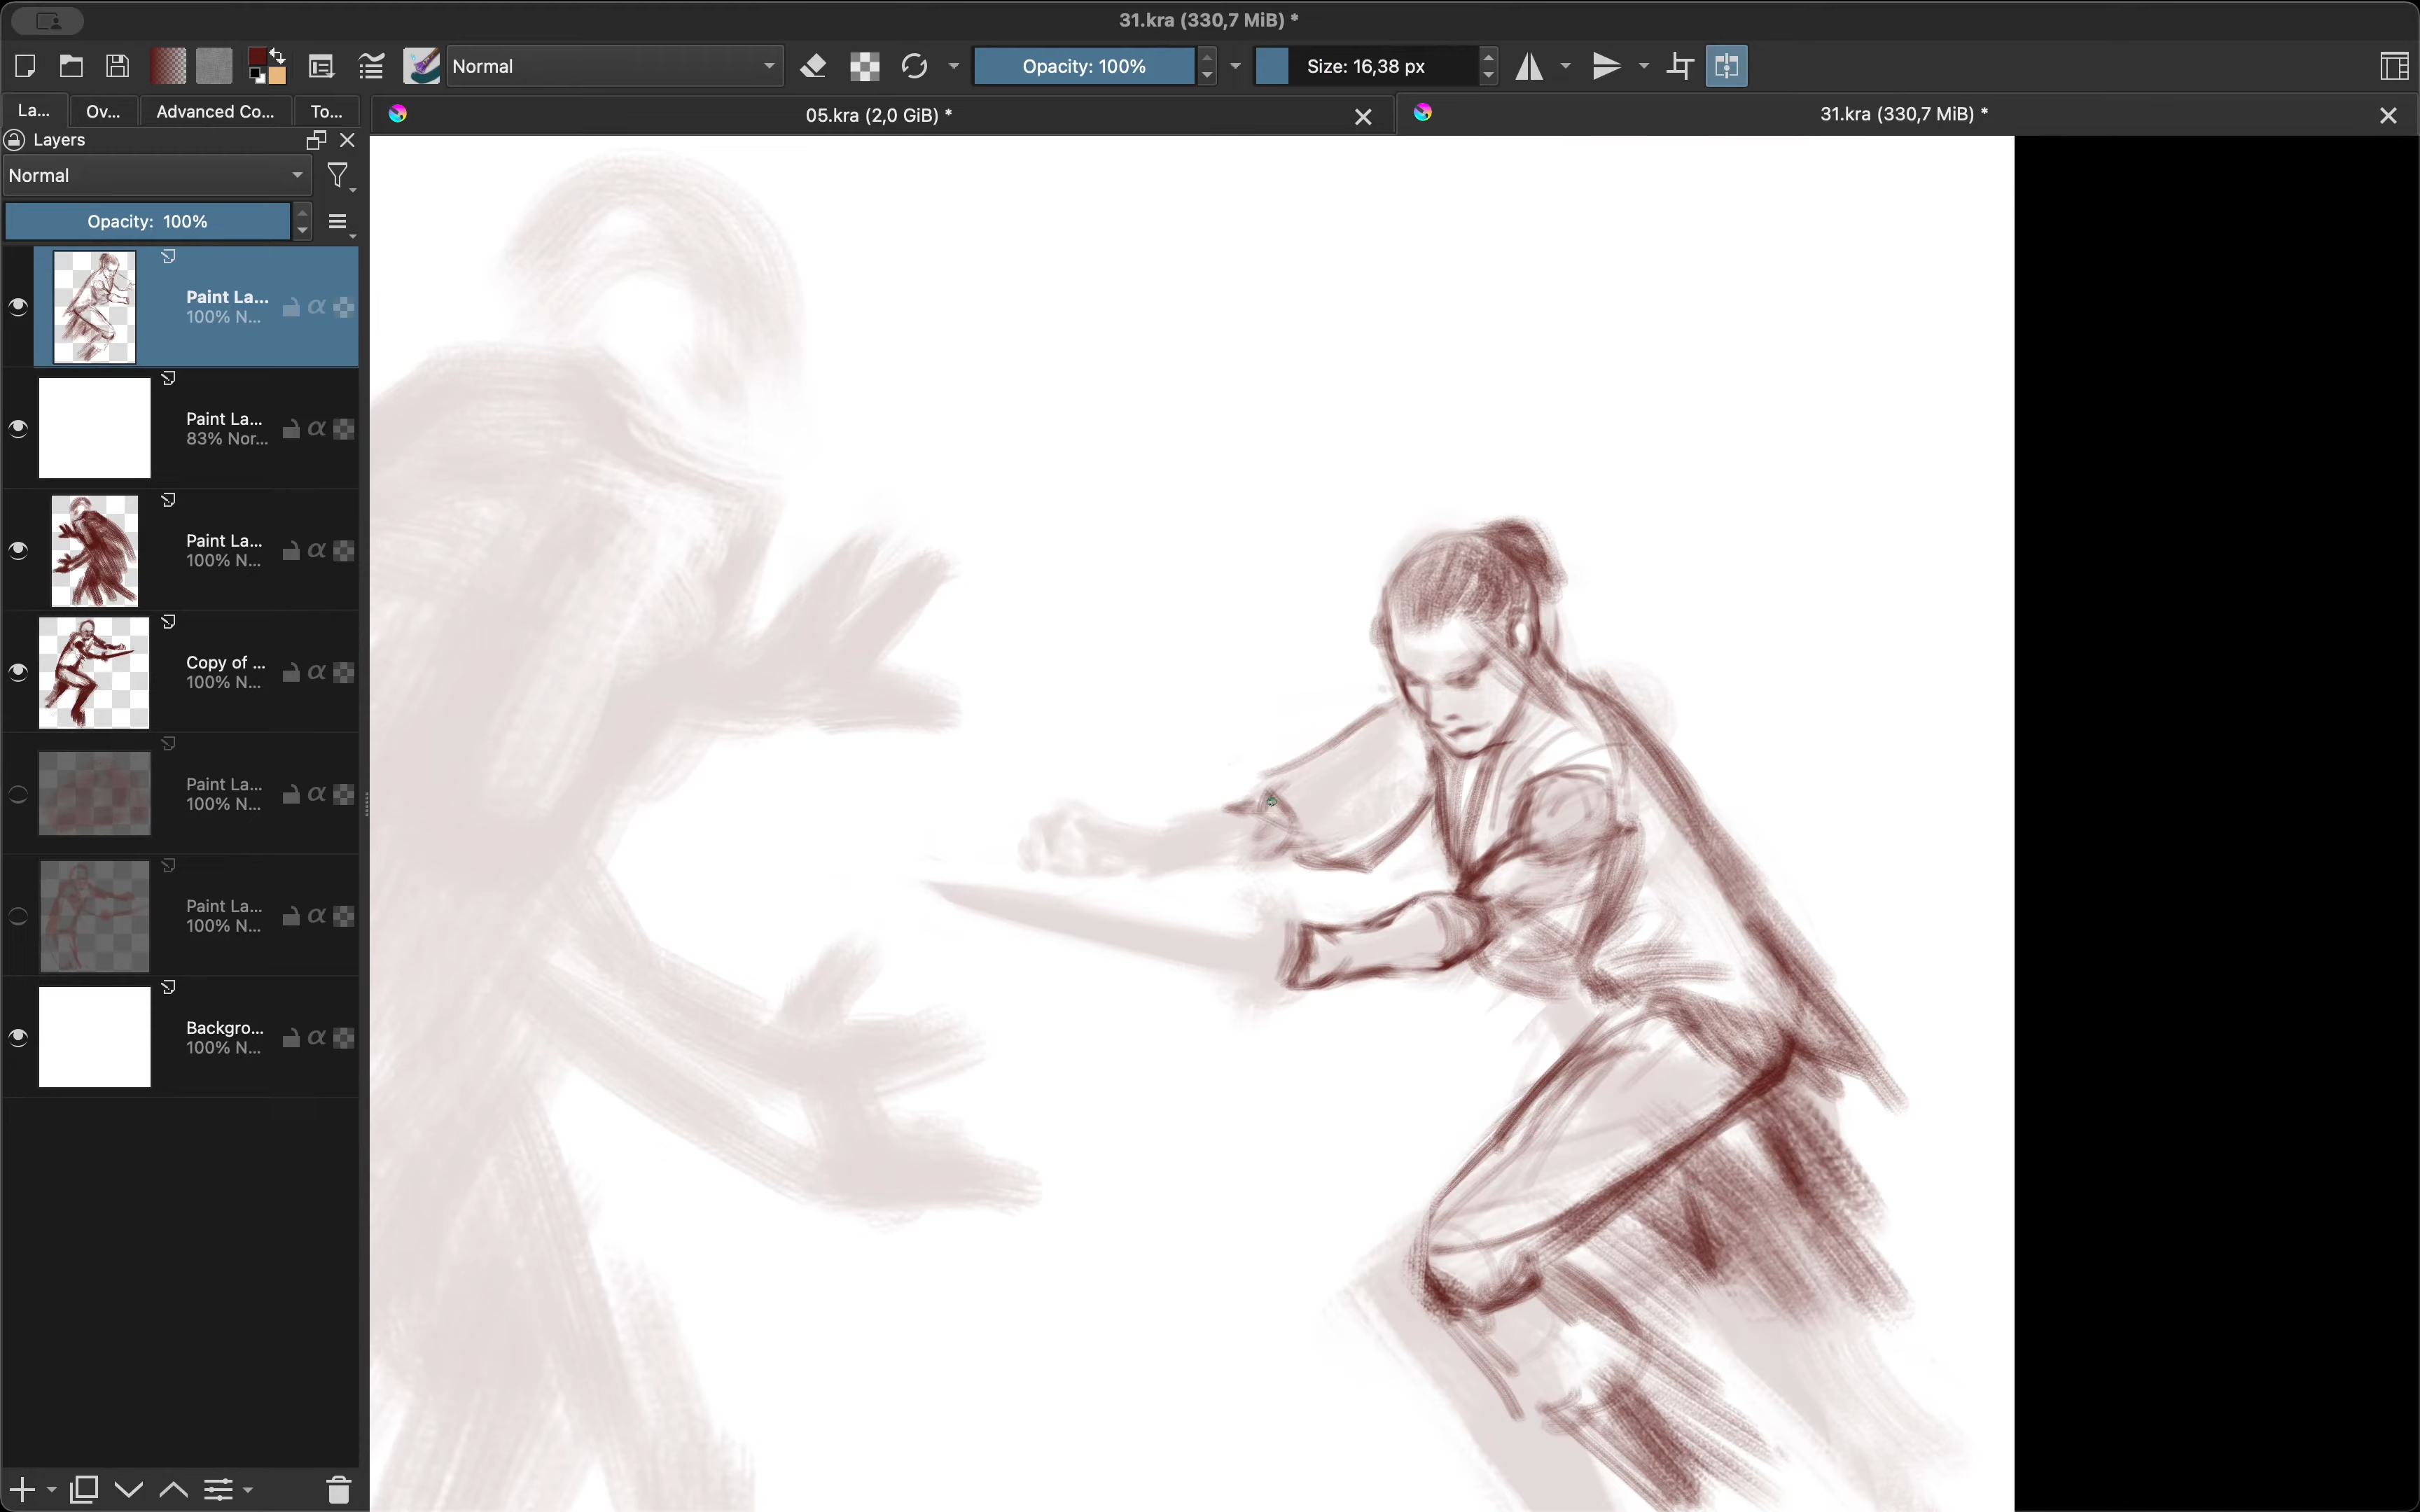 31.kra (330,7 MiB) *
Normal
Opacity: 100%
Size: 16,38 px
La...
Ov...
Advanced Co...
To...
05.kra (2,0 GiB) *
31.kra (330,7 MiB) *
Layers
Normal
Opacity: 100%
Paint La...
100% N...
Paint La...
83% Nor...
Paint La...
100% N...
Copy of ...
100% N...
Paint La...
100% N...
Paint La...
100% N...
Backgro...
100% N...